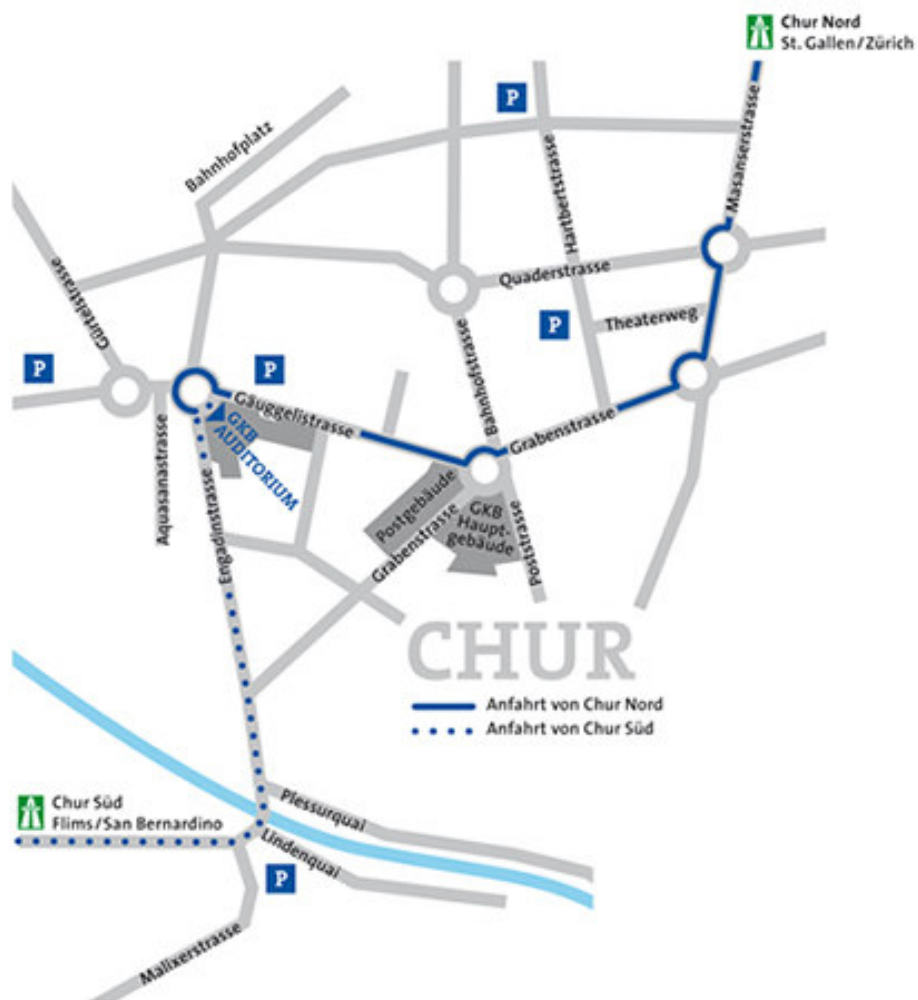 Chur Nord
St. Gallen/Zürich
P
Bahnhofplatz
Masanserstrasse
Hartbertstrasse
Gürtelstrasse
Quaderstrasse
P
Theaterweg
P
P
Bahnhofstrasse
Gäuggelistrasse
Grabenstrasse
GKB
AUDITORIUM
Aquasanastrasse
Engadinstrasse
Postgebäude
Grabenstrasse
GKB
Haupt-
gebäude
Poststrasse
CHUR
Anfahrt von Chur Nord
Anfahrt von Chur Süd
Chur Süd
Flims/San Bernardino
Plessurquai
Lindenquai
P
Malixerstrasse